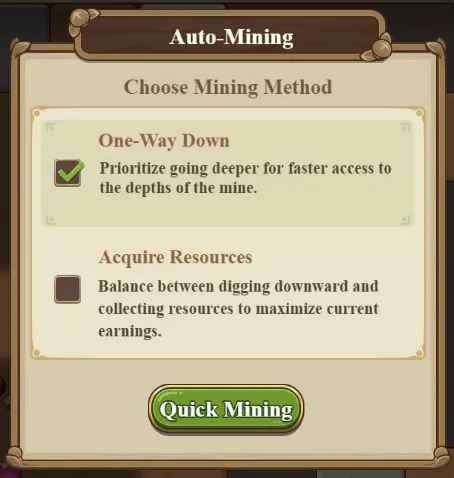 Auto-Mining
Choose Mining Method
One-Way Down
Prioritize going deeper for faster access to
the depths of the mine.
Acquire Resources
Balance between digging downward and
collecting resources to maximize current
earnings.
Quick Mining